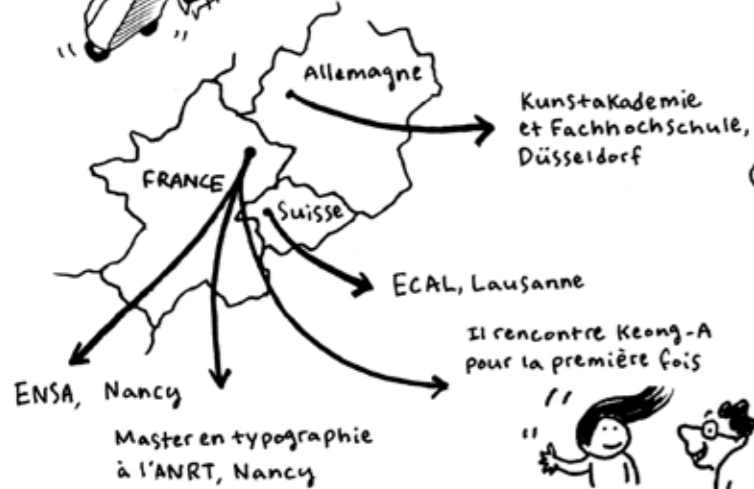 Allemagne
Kunstakademie
et Fachhochschule,
Düsseldorf
FRANCE
Suisse
ECAL, Lausanne
Il rencontre Keong-A
pour la première fois
ENSA, Nancy
Master en typographie
à l'ANRT, Nancy